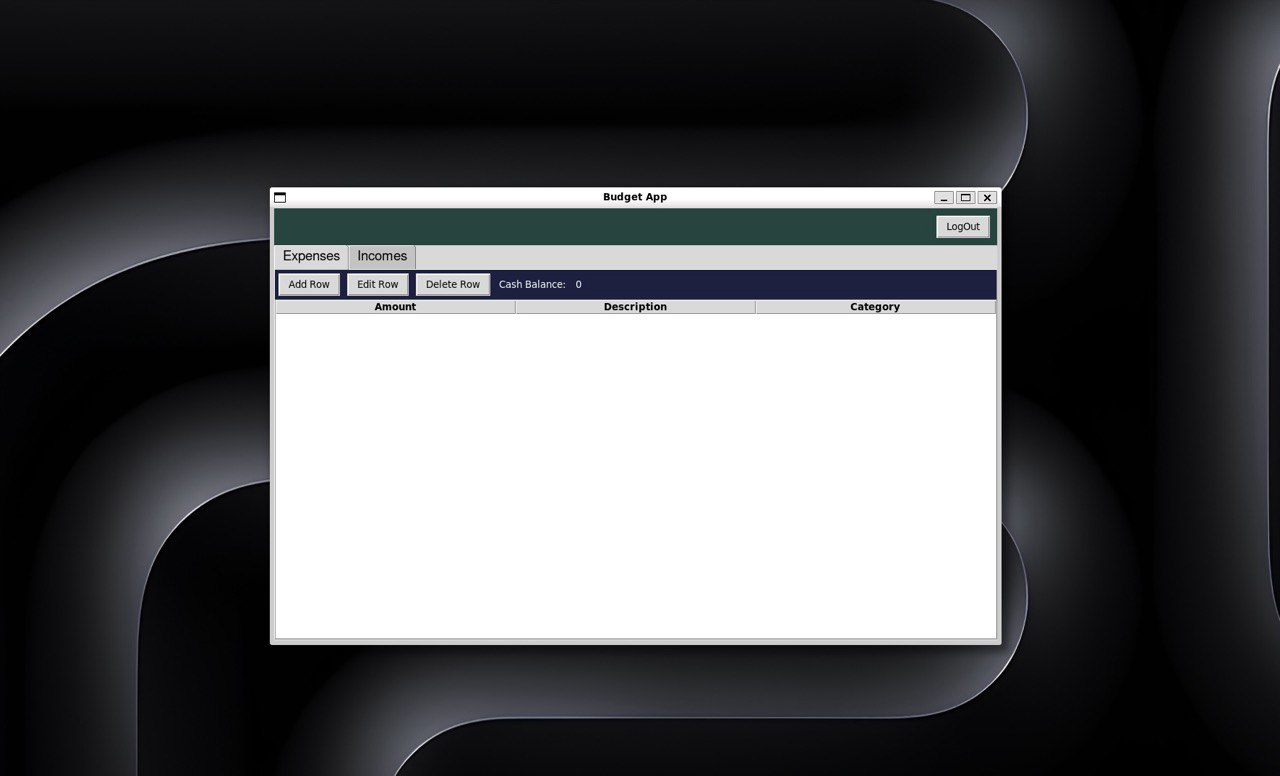 Budget App
LogOut
Expenses Incomes
Add Row Edit Row Delete Row Cash Balance: 0
Amount Description Category